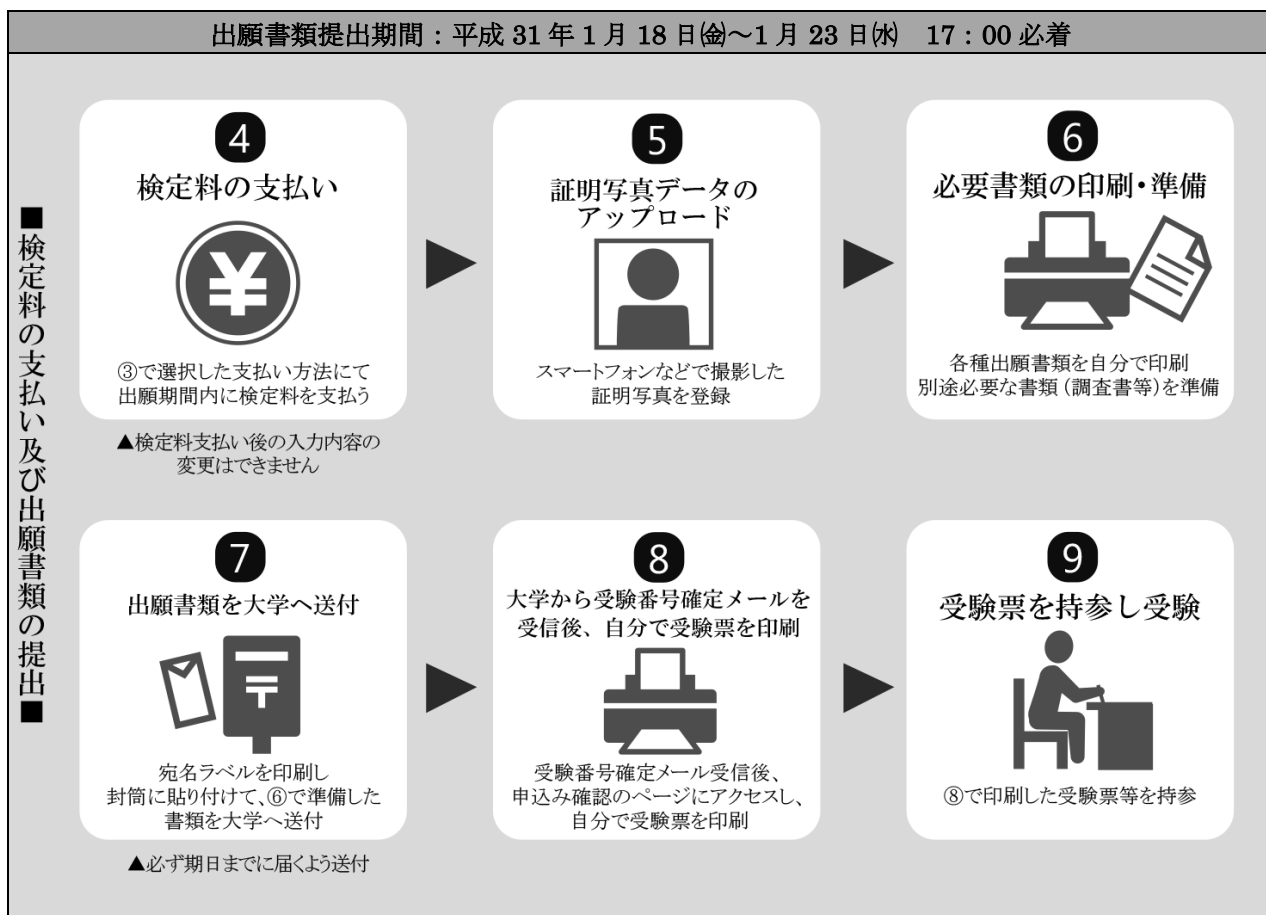 出願書類提出期間：平成 31 年 1 月 18 日㈮～1 月 23 日㈬　17：00 必着
■検定料の支払い及び出願書類の提出■
4
検定料の支払い
¥
③で選択した支払い方法にて
出願期間内に検定料を支払う
▲検定料支払い後の入力内容の
変更はできません
5
証明写真データの
アップロード
スマートフォンなどで撮影した
証明写真を登録
6
必要書類の印刷・準備
各種出願書類を自分で印刷
別途必要な書類（調査書等）を準備
7
出願書類を大学へ送付
〒
宛名ラベルを印刷し
封筒に貼り付けて、⑥で準備した
書類を大学へ送付
▲必ず期日までに届くよう送付
8
大学から受験番号確定メールを
受信後、自分で受験票を印刷
受験番号確定メール受信後、
申込み確認のページにアクセスし、
自分で受験票を印刷
9
受験票を持参し受験
⑧で印刷した受験票等を持参